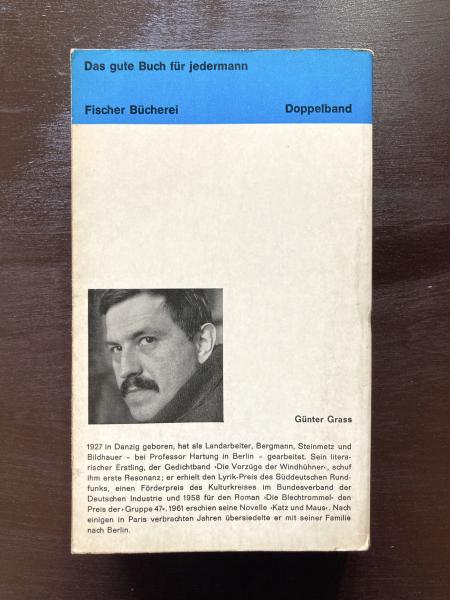 Das gute Buch für jedermann
Fischer Bücherei Doppelband
Günter Grass
1927 in Danzig geboren, hat als Landarbeiter, Bergmann, Steinmetz und
Bildhauer – bei Professor Hartung in Berlin – gearbeitet. Sein litera-
rischer Erstling, der Gedichtband ›Die Vorzüge der Windhühner‹, schuf
ihm erste Resonanz; er erhielt den Lyrik-Preis des Süddeutschen Rund-
funks, einen Förderpreis des Kulturkreises im Bundesverband der
Deutschen Industrie und 1958 für den Roman ›Die Blechtrommel‹ den
Preis der ›Gruppe 47‹. 1961 erschien seine Novelle ›Katz und Maus‹. Nach
einigen in Paris verbrachten Jahren übersiedelte er mit seiner Familie
nach Berlin.